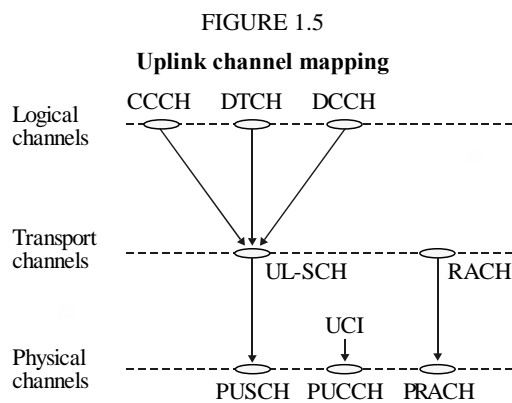 FIGURE 1.5
Uplink channel mapping
CCCH DTCH DCCH
Logical
channels
Transport
channels
UL-SCH RACH
UCI
Physical
channels
PUSCH PUCCH PRACH